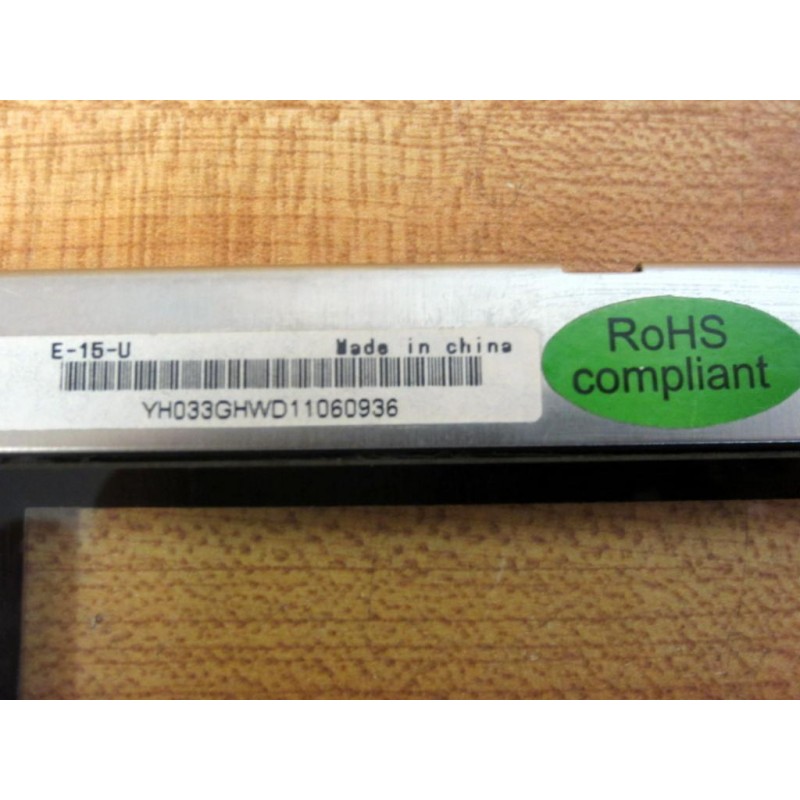 E-15-U Made in china
YH033GHWD11060936
RoHS
compliant